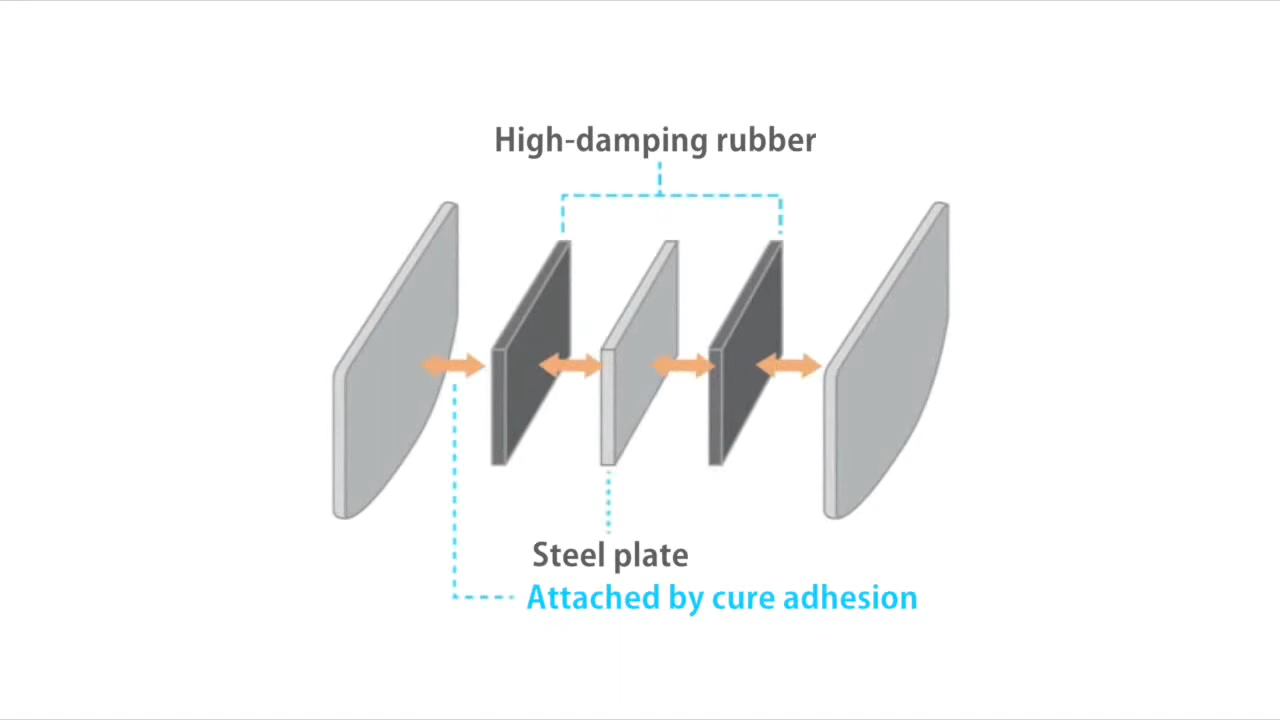 High-damping rubber
Steel plate
Attached by cure adhesion